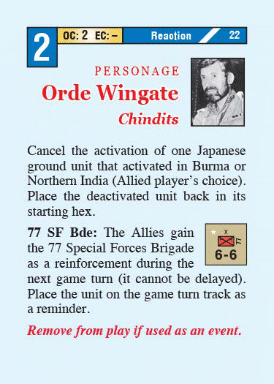 2 OC: 2 EC: – Reaction 22
PERSONAGE
Orde Wingate
Chindits
Cancel the activation of one Japanese
ground unit that activated in Burma or
Northern India (Allied player's choice).
Place the deactivated unit back in its
starting hex.
77 SF Bde: The Allies gain
the 77 Special Forces Brigade
as a reinforcement during the
next game turn (it cannot be delayed).
Place the unit on the game turn track as
a reminder.
x
77
6-6
Remove from play if used as an event.